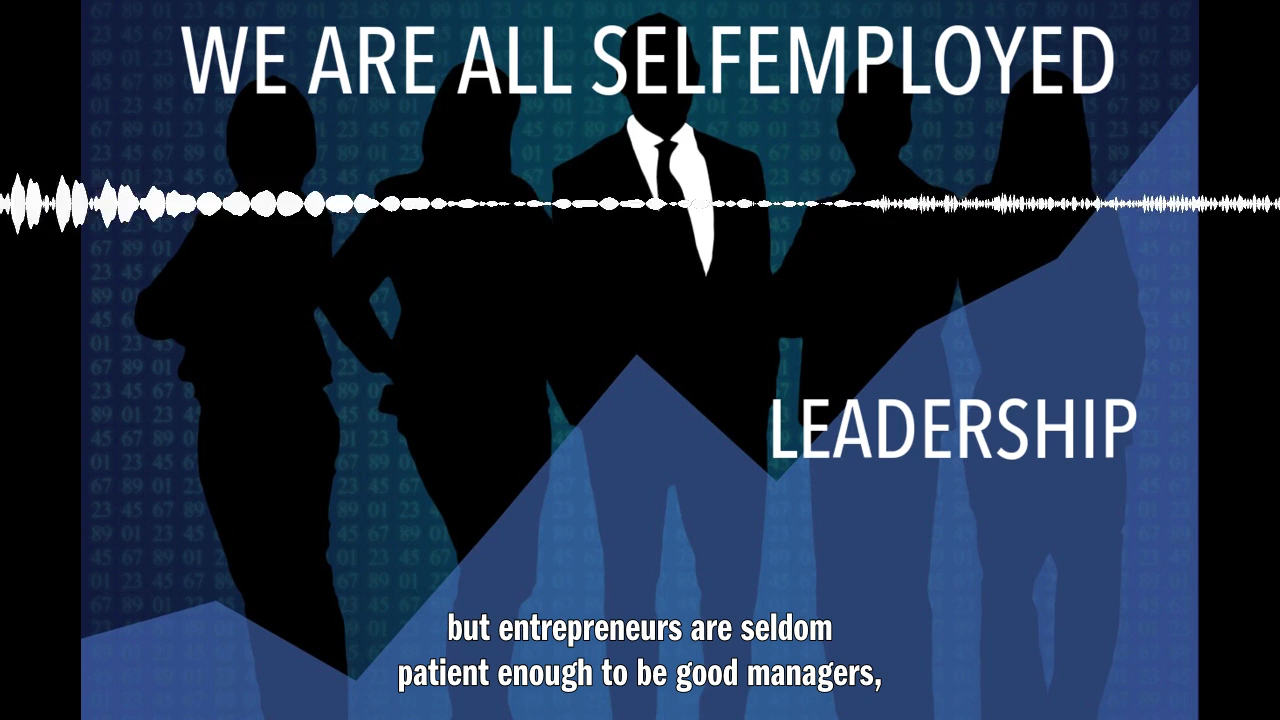 WE ARE ALL SELFEMPLOYED
LEADERSHIP
but entrepreneurs are seldom
patient enough to be good managers,